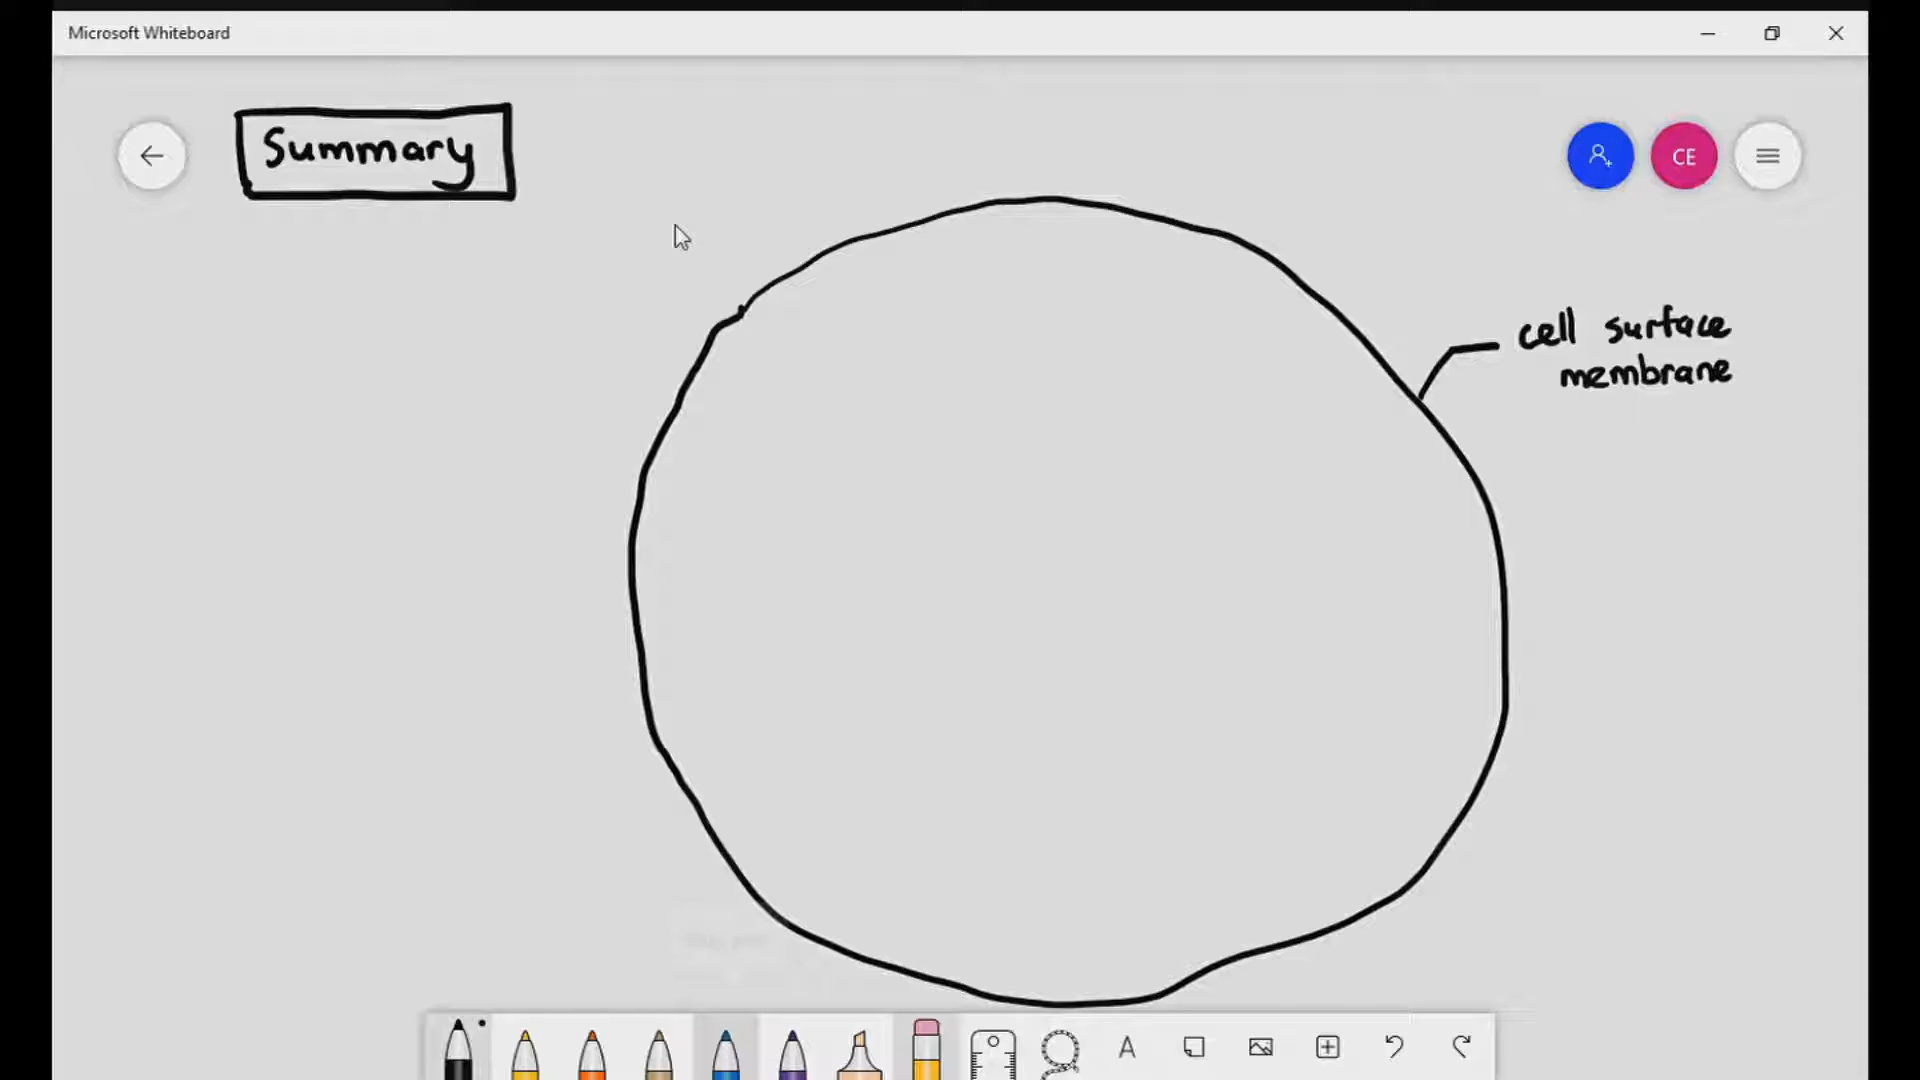 Microsoft Whiteboard
Summary
CE
cell surface
membrane
A